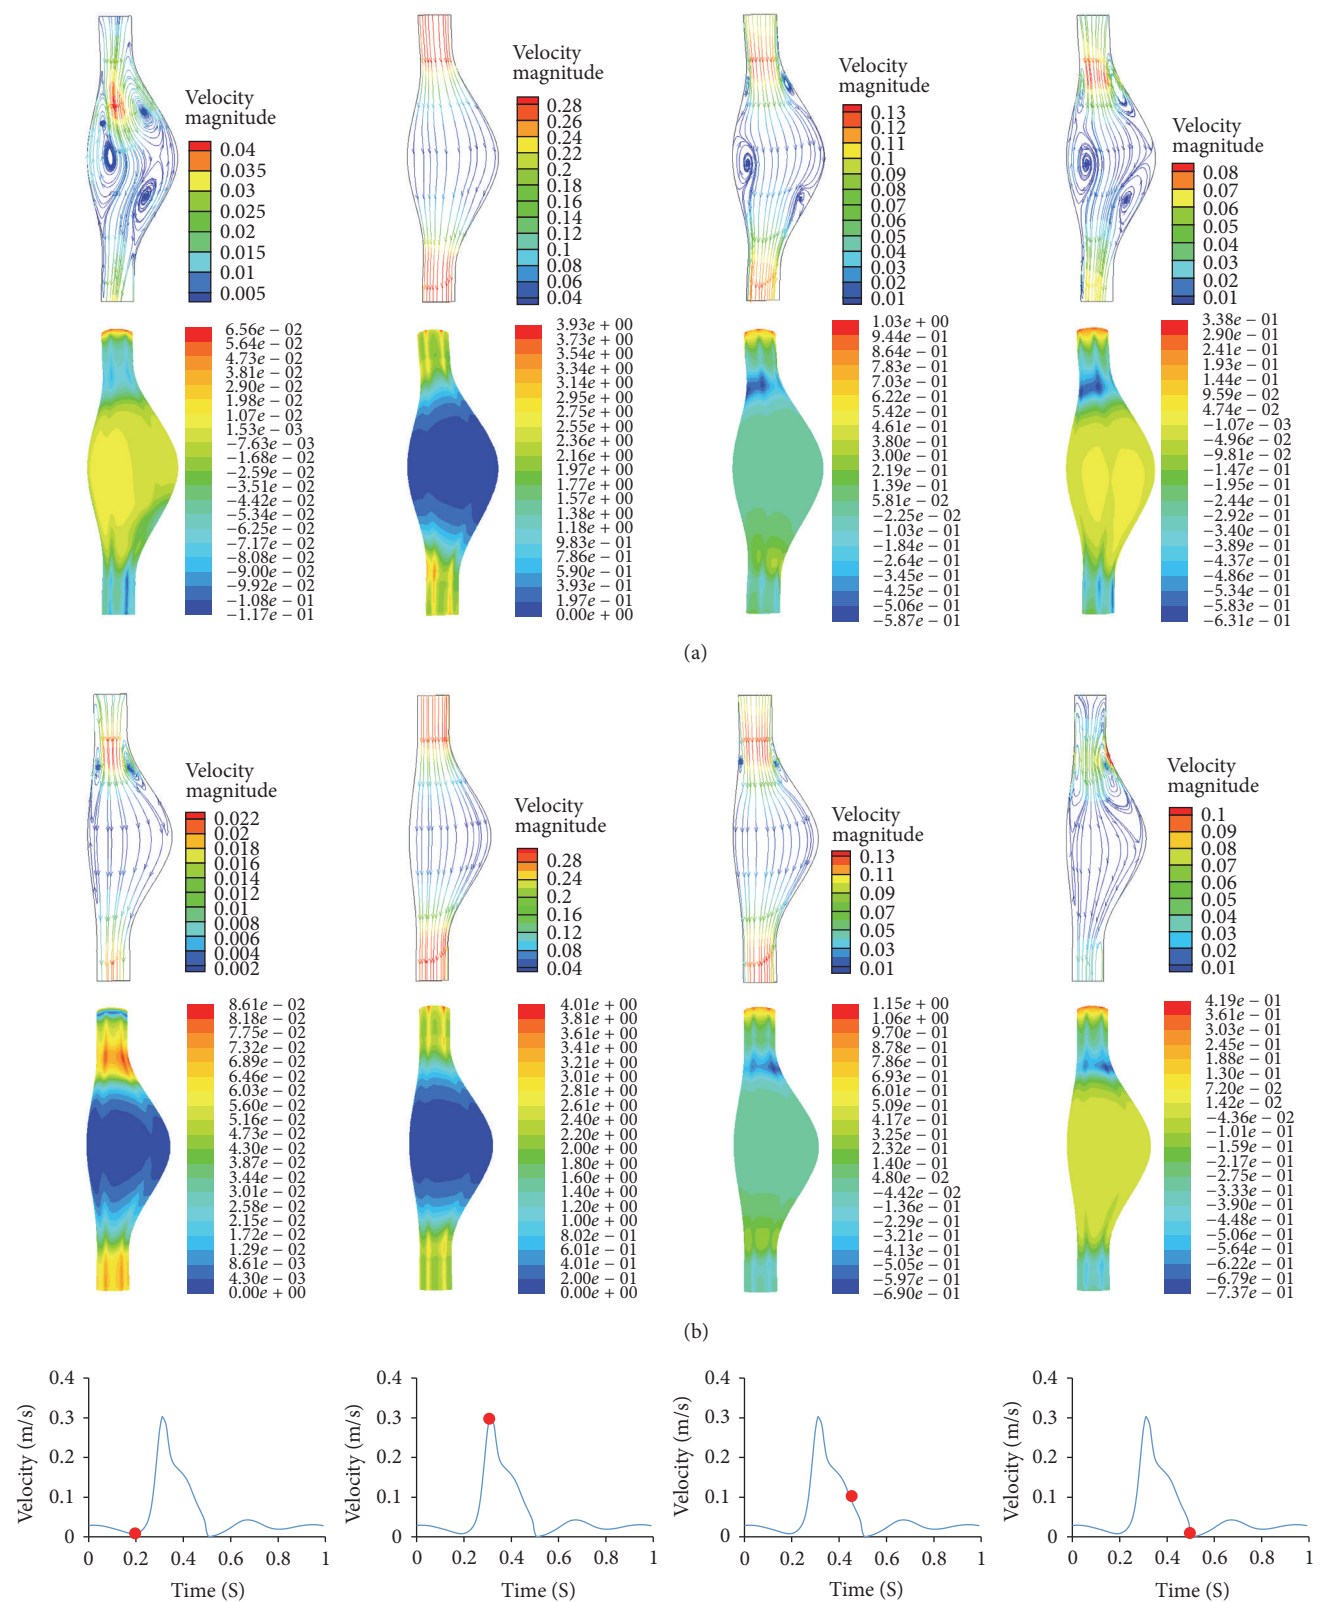 Velocity
magnitude
0.04
0.035
0.03
0.025
0.02
0.015
0.01
0.005
Velocity
magnitude
0.28
0.26
0.24
0.22
0.2
0.18
0.16
0.14
0.12
0.1
0.08
0.06
0.04
Velocity
magnitude
0.13
0.12
0.11
0.1
0.09
0.08
0.07
0.06
0.05
0.04
0.03
0.02
0.01
Velocity
magnitude
0.08
0.07
0.06
0.05
0.04
0.03
0.02
0.01
6.56e − 02
5.64e − 02
4.73e − 02
3.81e − 02
2.90e − 02
1.98e − 02
1.07e − 02
1.53e − 03
−7.63e − 03
−1.68e − 02
−2.59e − 02
−3.51e − 02
−4.42e − 02
−5.34e − 02
−6.25e − 02
−7.17e − 02
−8.08e − 02
−9.00e − 02
−9.92e − 02
−1.08e − 01
−1.17e − 01
3.93e + 00
3.73e + 00
3.54e + 00
3.34e + 00
3.14e + 00
2.95e + 00
2.75e + 00
2.55e + 00
2.36e + 00
2.16e + 00
1.97e + 00
1.77e + 00
1.57e + 00
1.38e + 00
1.18e + 00
9.83e − 01
7.86e − 01
5.90e − 01
3.93e − 01
1.97e − 01
0.00e + 00
1.03e + 00
9.44e − 01
8.64e − 01
7.83e − 01
7.03e − 01
6.22e − 01
5.42e − 01
4.61e − 01
3.80e − 01
3.00e − 01
2.19e − 01
1.39e − 01
5.81e − 02
−2.25e − 02
−1.03e − 01
−1.84e − 01
−2.64e − 01
−3.45e − 01
−4.25e − 01
−5.06e − 01
−5.87e − 01
3.38e − 01
2.90e − 01
2.41e − 01
1.93e − 01
1.44e − 01
9.59e − 02
4.74e − 02
−1.07e − 03
−4.96e − 02
−9.81e − 02
−1.47e − 01
−1.95e − 01
−2.44e − 01
−2.92e − 01
−3.40e − 01
−3.89e − 01
−4.37e − 01
−4.86e − 01
−5.34e − 01
−5.83e − 01
−6.31e − 01
(a)
Velocity
magnitude
0.022
0.02
0.018
0.016
0.014
0.012
0.01
0.008
0.006
0.004
0.002
Velocity
magnitude
0.28
0.24
0.2
0.16
0.12
0.08
0.04
Velocity
magnitude
0.13
0.11
0.09
0.07
0.05
0.03
0.01
Velocity
magnitude
0.1
0.09
0.08
0.07
0.06
0.05
0.04
0.03
0.02
0.01
8.61e − 02
8.18e − 02
7.75e − 02
7.32e − 02
6.89e − 02
6.46e − 02
6.03e − 02
5.60e − 02
5.16e − 02
4.73e − 02
4.30e − 02
3.87e − 02
3.44e − 02
3.01e − 02
2.58e − 02
2.15e − 02
1.72e − 02
1.29e − 02
8.61e − 03
4.30e − 03
0.00e + 00
4.01e + 00
3.81e + 00
3.61e + 00
3.41e + 00
3.21e + 00
3.01e + 00
2.81e + 00
2.61e + 00
2.40e + 00
2.20e + 00
2.00e + 00
1.80e + 00
1.60e + 00
1.40e + 00
1.20e + 00
1.00e + 00
8.02e − 01
6.01e − 01
4.01e − 01
2.00e − 01
0.00e + 00
1.15e + 00
1.06e + 00
9.70e − 01
8.78e − 01
7.86e − 01
6.93e − 01
6.01e − 01
5.09e − 01
4.17e − 01
3.25e − 01
2.32e − 01
1.40e − 01
4.80e − 02
−4.42e − 02
−1.36e − 01
−2.29e − 01
−3.21e − 01
−4.13e − 01
−5.05e − 01
−5.97e − 01
−6.90e − 01
4.19e − 01
3.61e − 01
3.03e − 01
2.45e − 01
1.88e − 01
1.30e − 01
7.20e − 02
1.42e − 02
−4.36e − 02
−1.01e − 01
−1.59e − 01
−2.17e − 01
−2.75e − 01
−3.33e − 01
−3.90e − 01
−4.48e − 01
−5.06e − 01
−5.64e − 01
−6.22e − 01
−6.79e − 01
−7.37e − 01
(b)
Velocity (m/s)
0.4
0.3
0.2
0.1
0
0 0.2 0.4 0.6 0.8 1
Time (S)
Velocity (m/s)
0.4
0.3
0.2
0.1
0
0 0.2 0.4 0.6 0.8 1
Time (S)
Velocity (m/s)
0.4
0.3
0.2
0.1
0
0 0.2 0.4 0.6 0.8 1
Time (S)
Velocity (m/s)
0.4
0.3
0.2
0.1
0
0 0.2 0.4 0.6 0.8 1
Time (S)